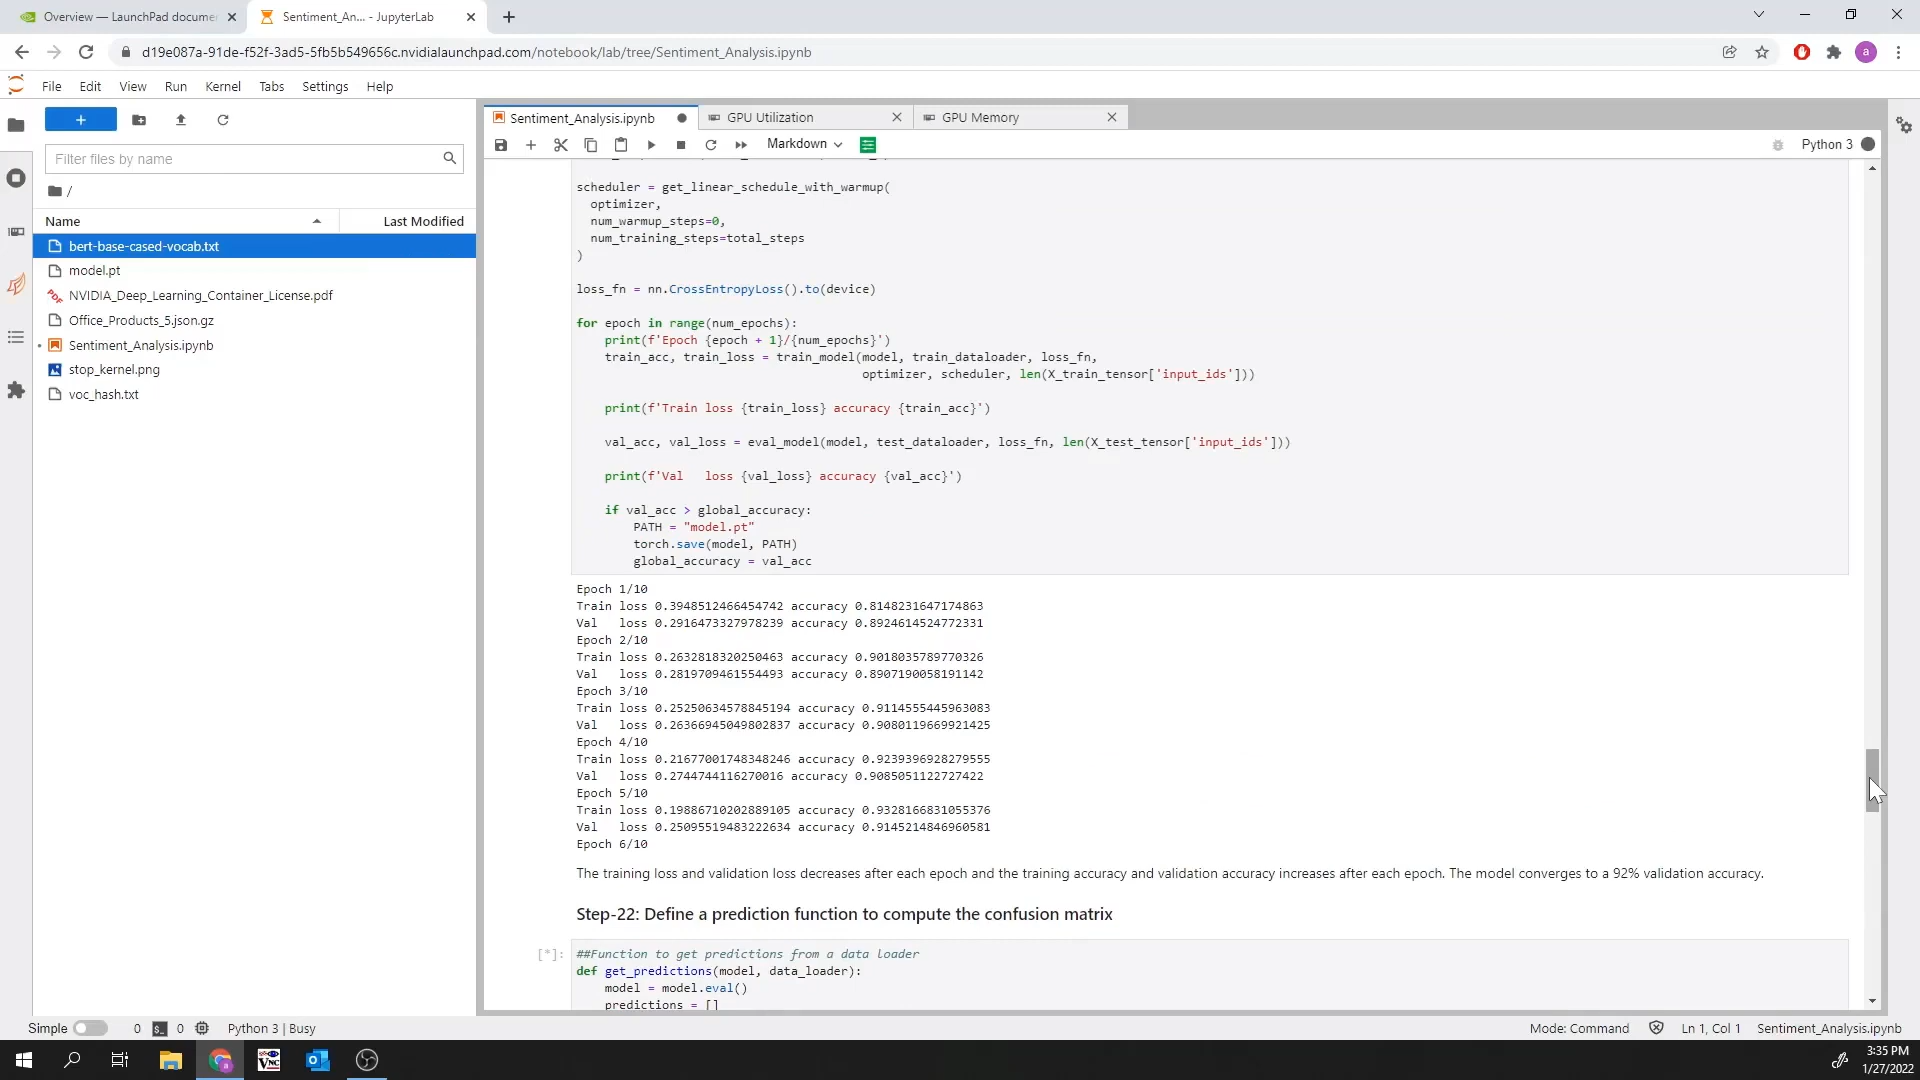 Overview — LaunchPad docume
Sentiment_An... - JupyterLab
d19e087a-91de-f52f-3ad5-5fb5b549656c.nvidialaunchpad.com/notebook/lab/tree/Sentiment_Analysis.ipynb
a
File Edit View Run Kernel Tabs Settings Help
Sentiment_Analysis.ipynb
GPU Utilization
GPU Memory
Markdown
Python 3
Filter files by name
/
Name
Last Modified
bert-base-cased-vocab.txt
model.pt
NVIDIA_Deep_Learning_Container_License.pdf
Office_Products_5.json.gz
Sentiment_Analysis.ipynb
stop_kernel.png
voc_hash.txt
scheduler = get_linear_schedule_with_warmup(
optimizer,
num_warmup_steps=0,
num_training_steps=total_steps
)
loss_fn = nn.CrossEntropyLoss().to(device)
for epoch in range(num_epochs):
print(f'Epoch {epoch + 1}/{num_epochs}')
train_acc, train_loss = train_model(model, train_dataloader, loss_fn,
optimizer, scheduler, len(X_train_tensor['input_ids']))
print(f'Train loss {train_loss} accuracy {train_acc}')
val_acc, val_loss = eval_model(model, test_dataloader, loss_fn, len(X_test_tensor['input_ids']))
print(f'Val   loss {val_loss} accuracy {val_acc}')
if val_acc > global_accuracy:
PATH = "model.pt"
torch.save(model, PATH)
global_accuracy = val_acc
Epoch 1/10
Train loss 0.3948512466454742 accuracy 0.8148231647174863
Val   loss 0.2916473327978239 accuracy 0.8924614524772331
Epoch 2/10
Train loss 0.2632818320250463 accuracy 0.9018035789770326
Val   loss 0.2819709461554493 accuracy 0.8907190058191142
Epoch 3/10
Train loss 0.25250634578845194 accuracy 0.9114555445963083
Val   loss 0.26366945049802837 accuracy 0.9080119669921425
Epoch 4/10
Train loss 0.21677001748348246 accuracy 0.9239396928279555
Val   loss 0.2744744116270016 accuracy 0.9085051122727422
Epoch 5/10
Train loss 0.19886710202889105 accuracy 0.9328166831055376
Val   loss 0.25095519483222634 accuracy 0.9145214846960581
Epoch 6/10
The training loss and validation loss decreases after each epoch and the training accuracy and validation accuracy increases after each epoch. The model converges to a 92% validation accuracy.
Step-22: Define a prediction function to compute the confusion matrix
[*]:
##Function to get predictions from a data loader
def get_predictions(model, data_loader):
model = model.eval()
predictions = []
Simple 0 0 Python 3 | Busy
Mode: Command Ln 1, Col 1 Sentiment_Analysis.ipynb
3:35 PM
1/27/2022